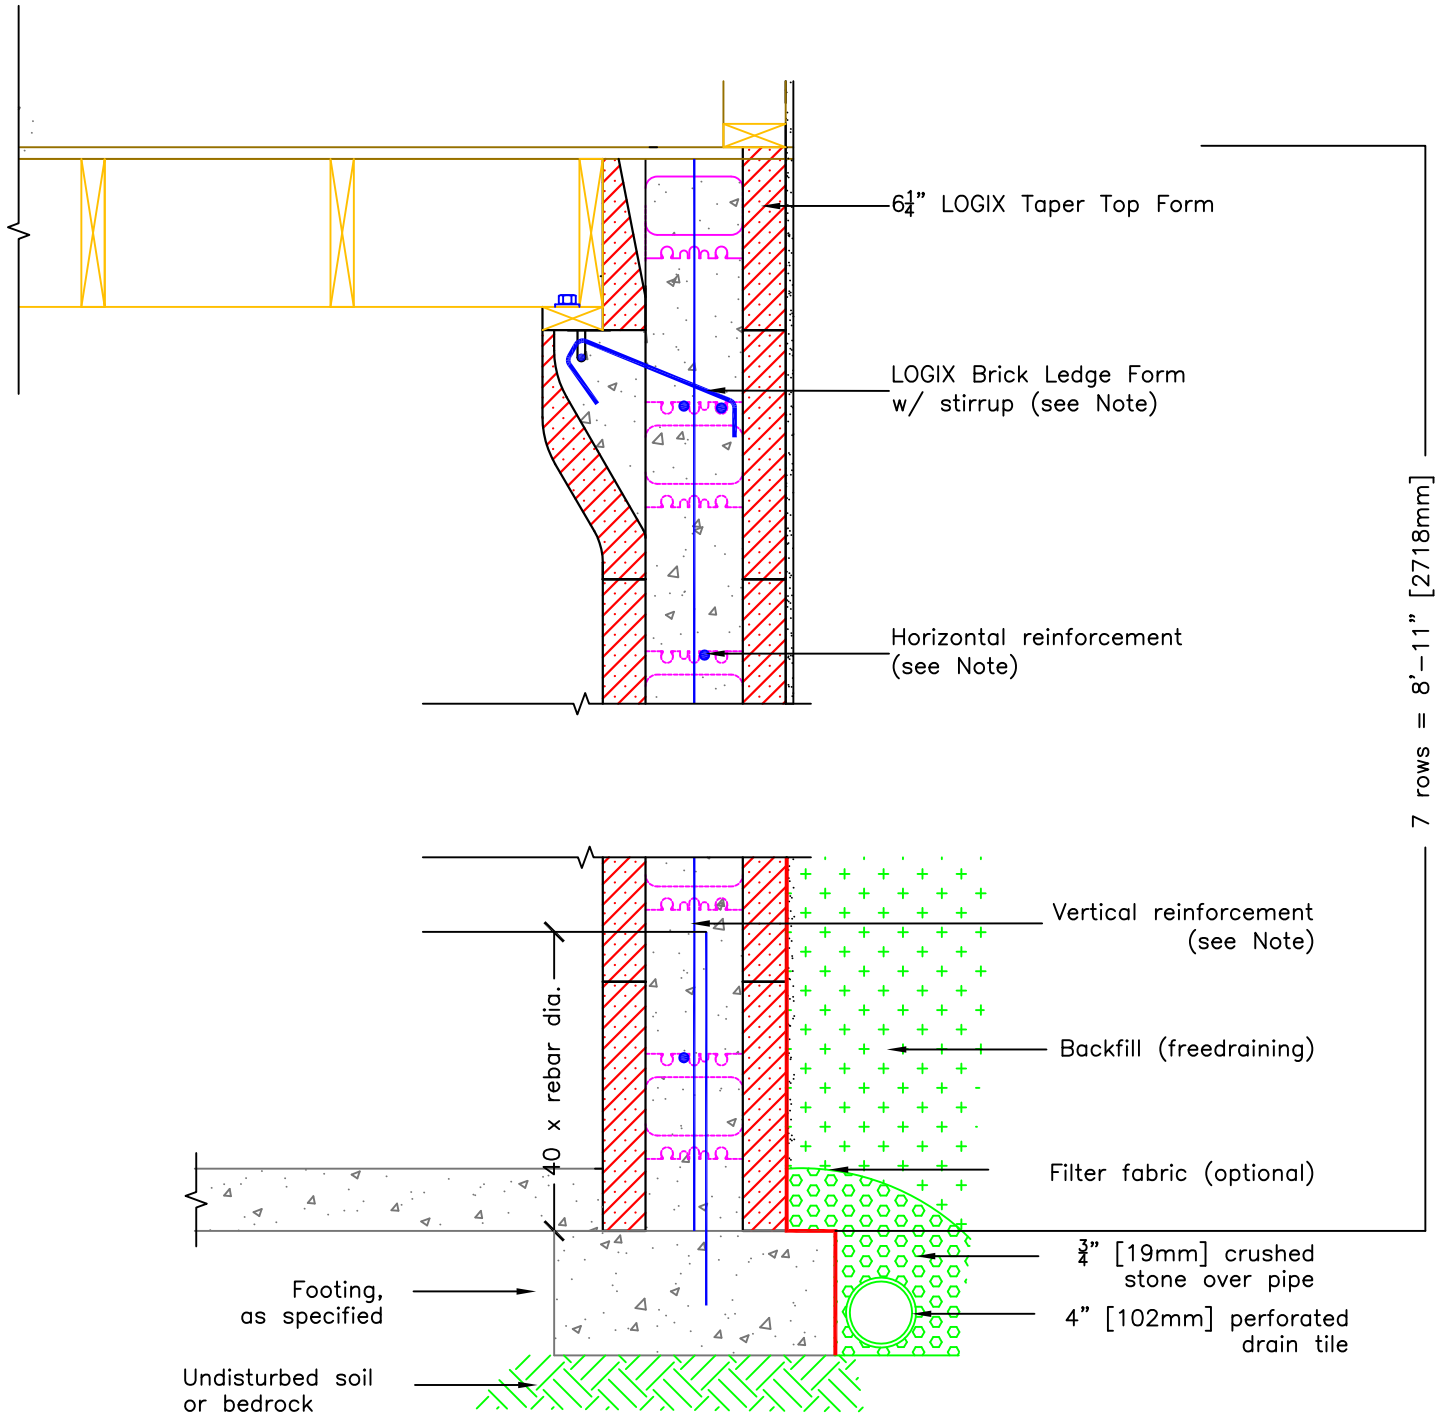 6 1/4" LOGIX Taper Top Form
LOGIX Brick Ledge Form
w/ stirrup (see Note)
Horizontal reinforcement
(see Note)
7 rows = 8'-11" [2718mm]
Vertical reinforcement
(see Note)
40 x rebar dia.
Backfill (freedraining)
Filter fabric (optional)
3/4" [19mm] crushed
stone over pipe
Footing,
as specified
4" [102mm] perforated
drain tile
Undisturbed soil
or bedrock